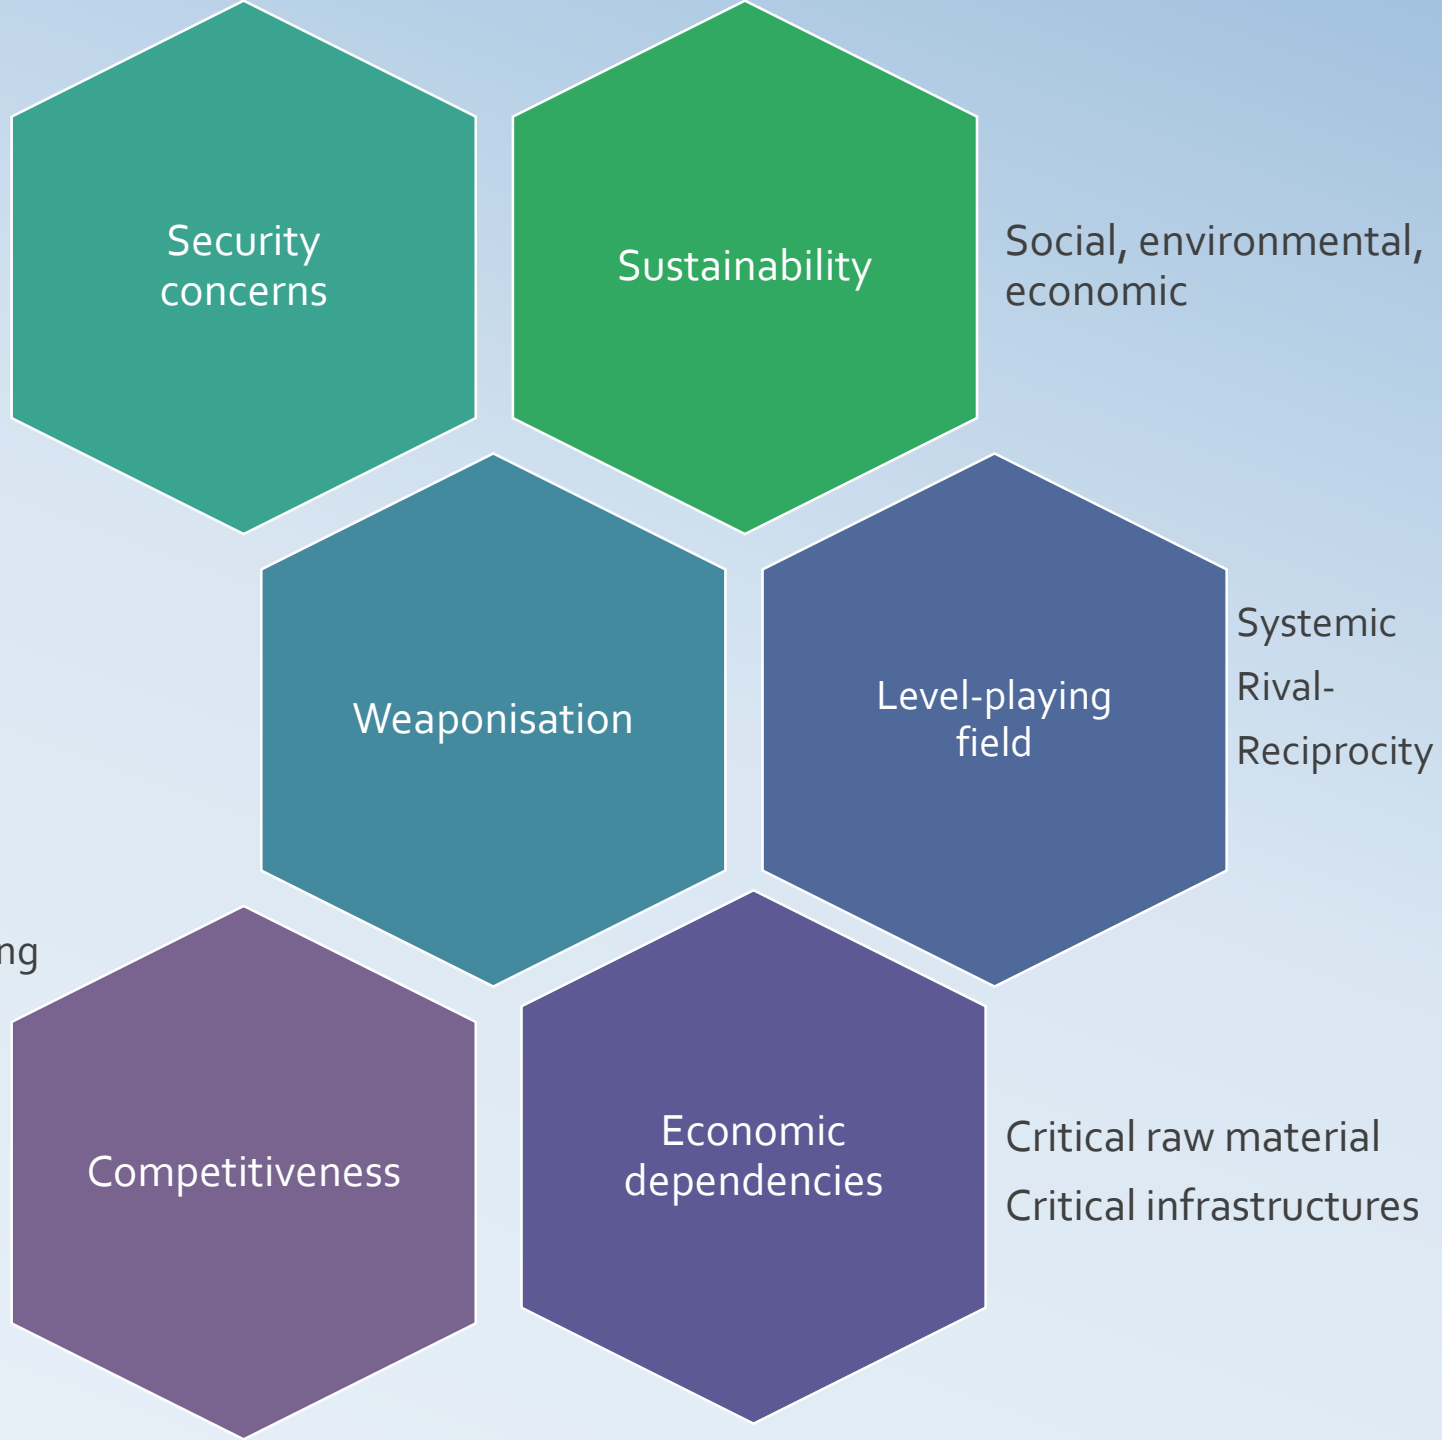 Security
concerns
Sustainability
Social, environmental,
economic
Weaponisation
Level-playing
field
Systemic
Rival-
Reciprocity
Competitiveness
Economic
dependencies
Critical raw material
Critical infrastructures